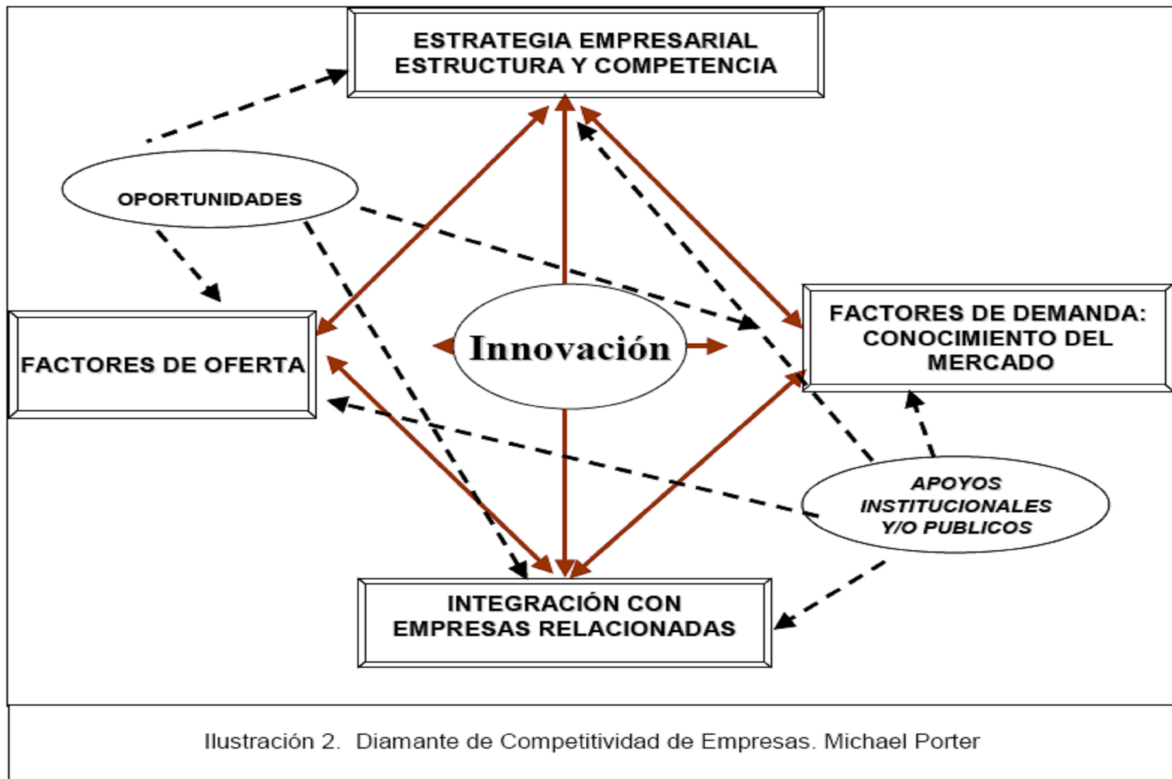 ESTRATEGIA EMPRESARIAL
ESTRUCTURA Y COMPETENCIA
OPORTUNIDADES
FACTORES DE OFERTA
Innovación
FACTORES DE DEMANDA:
CONOCIMIENTO DEL
MERCADO
APOYOS
INSTITUCIONALES
Y/O PUBLICOS
INTEGRACIÓN CON
EMPRESAS RELACIONADAS
Ilustración 2. Diamante de Competitividad de Empresas. Michael Porter